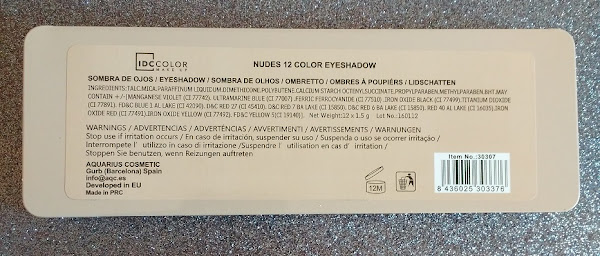 IDC COLOR
MAKE UP
NUDES 12 COLOR EYESHADOW
SOMBRA DE OJOS / EYESHADOW / SOMBRA DE OLHOS / OMBRETTO / OMBRES À POUPIÉRS / LIDSCHATTEN
INGREDIENTS:TALC,MICA,PARAFFINUM LIQUIDUM,DIMETHIDONE,POLYBUTENE,CALCIUM STARCH OCTENYLSUCCINATE,PROPYLPARABEN,METHYLPARABEN,BHT.[MAY
CONTAIN +/-(MANGANESE VIOLET (CI 77742), ULTRAMARINE BLUE (CI 77007),FERRIC FERROCYANIDE (CI 77510),IRON OXIDE BLACK (CI 77499),TITANIUM DIOXIDE
(CI 77891), FD&C BLUE 1 AL LAKE (CI 42090), D&C RED 27 (CI 45410), D&C RED 7 BA LAKE (CI 15850), D&C RED 6 BA LAKE (CI 15850), RED 40 AL LAKE (CI 16035),IRON
OXIDE RED (CI 77491),IRON OXIDE YELLOW (CI 77492), FD&C YELLOW 5(CI 19140)]. Net Weight:12 x 1.5 g Lot No.:160112
WARNINGS / ADVERTENCIAS / ADVERTÊNCIAS / AVVERTIMENTI / AVERTISSEMENTS / WARNUNGEN
Stop use if irritation occurs / En caso de irritación, suspender su uso / Suspenda o uso se ocorrer irritação /
Interrompete l'utilizzo in caso di irritazione / Suspendre l'utilisation en cas d'irritation /
Stoppen Sie benutzen, wenn Reizungen auftreten
AQUARIUS COSMETIC
Gurb (Barcelona) Spain
info@aqc.es
Developed in EU
Made in PRC
12M
Item No.:30307
8 436025 303376